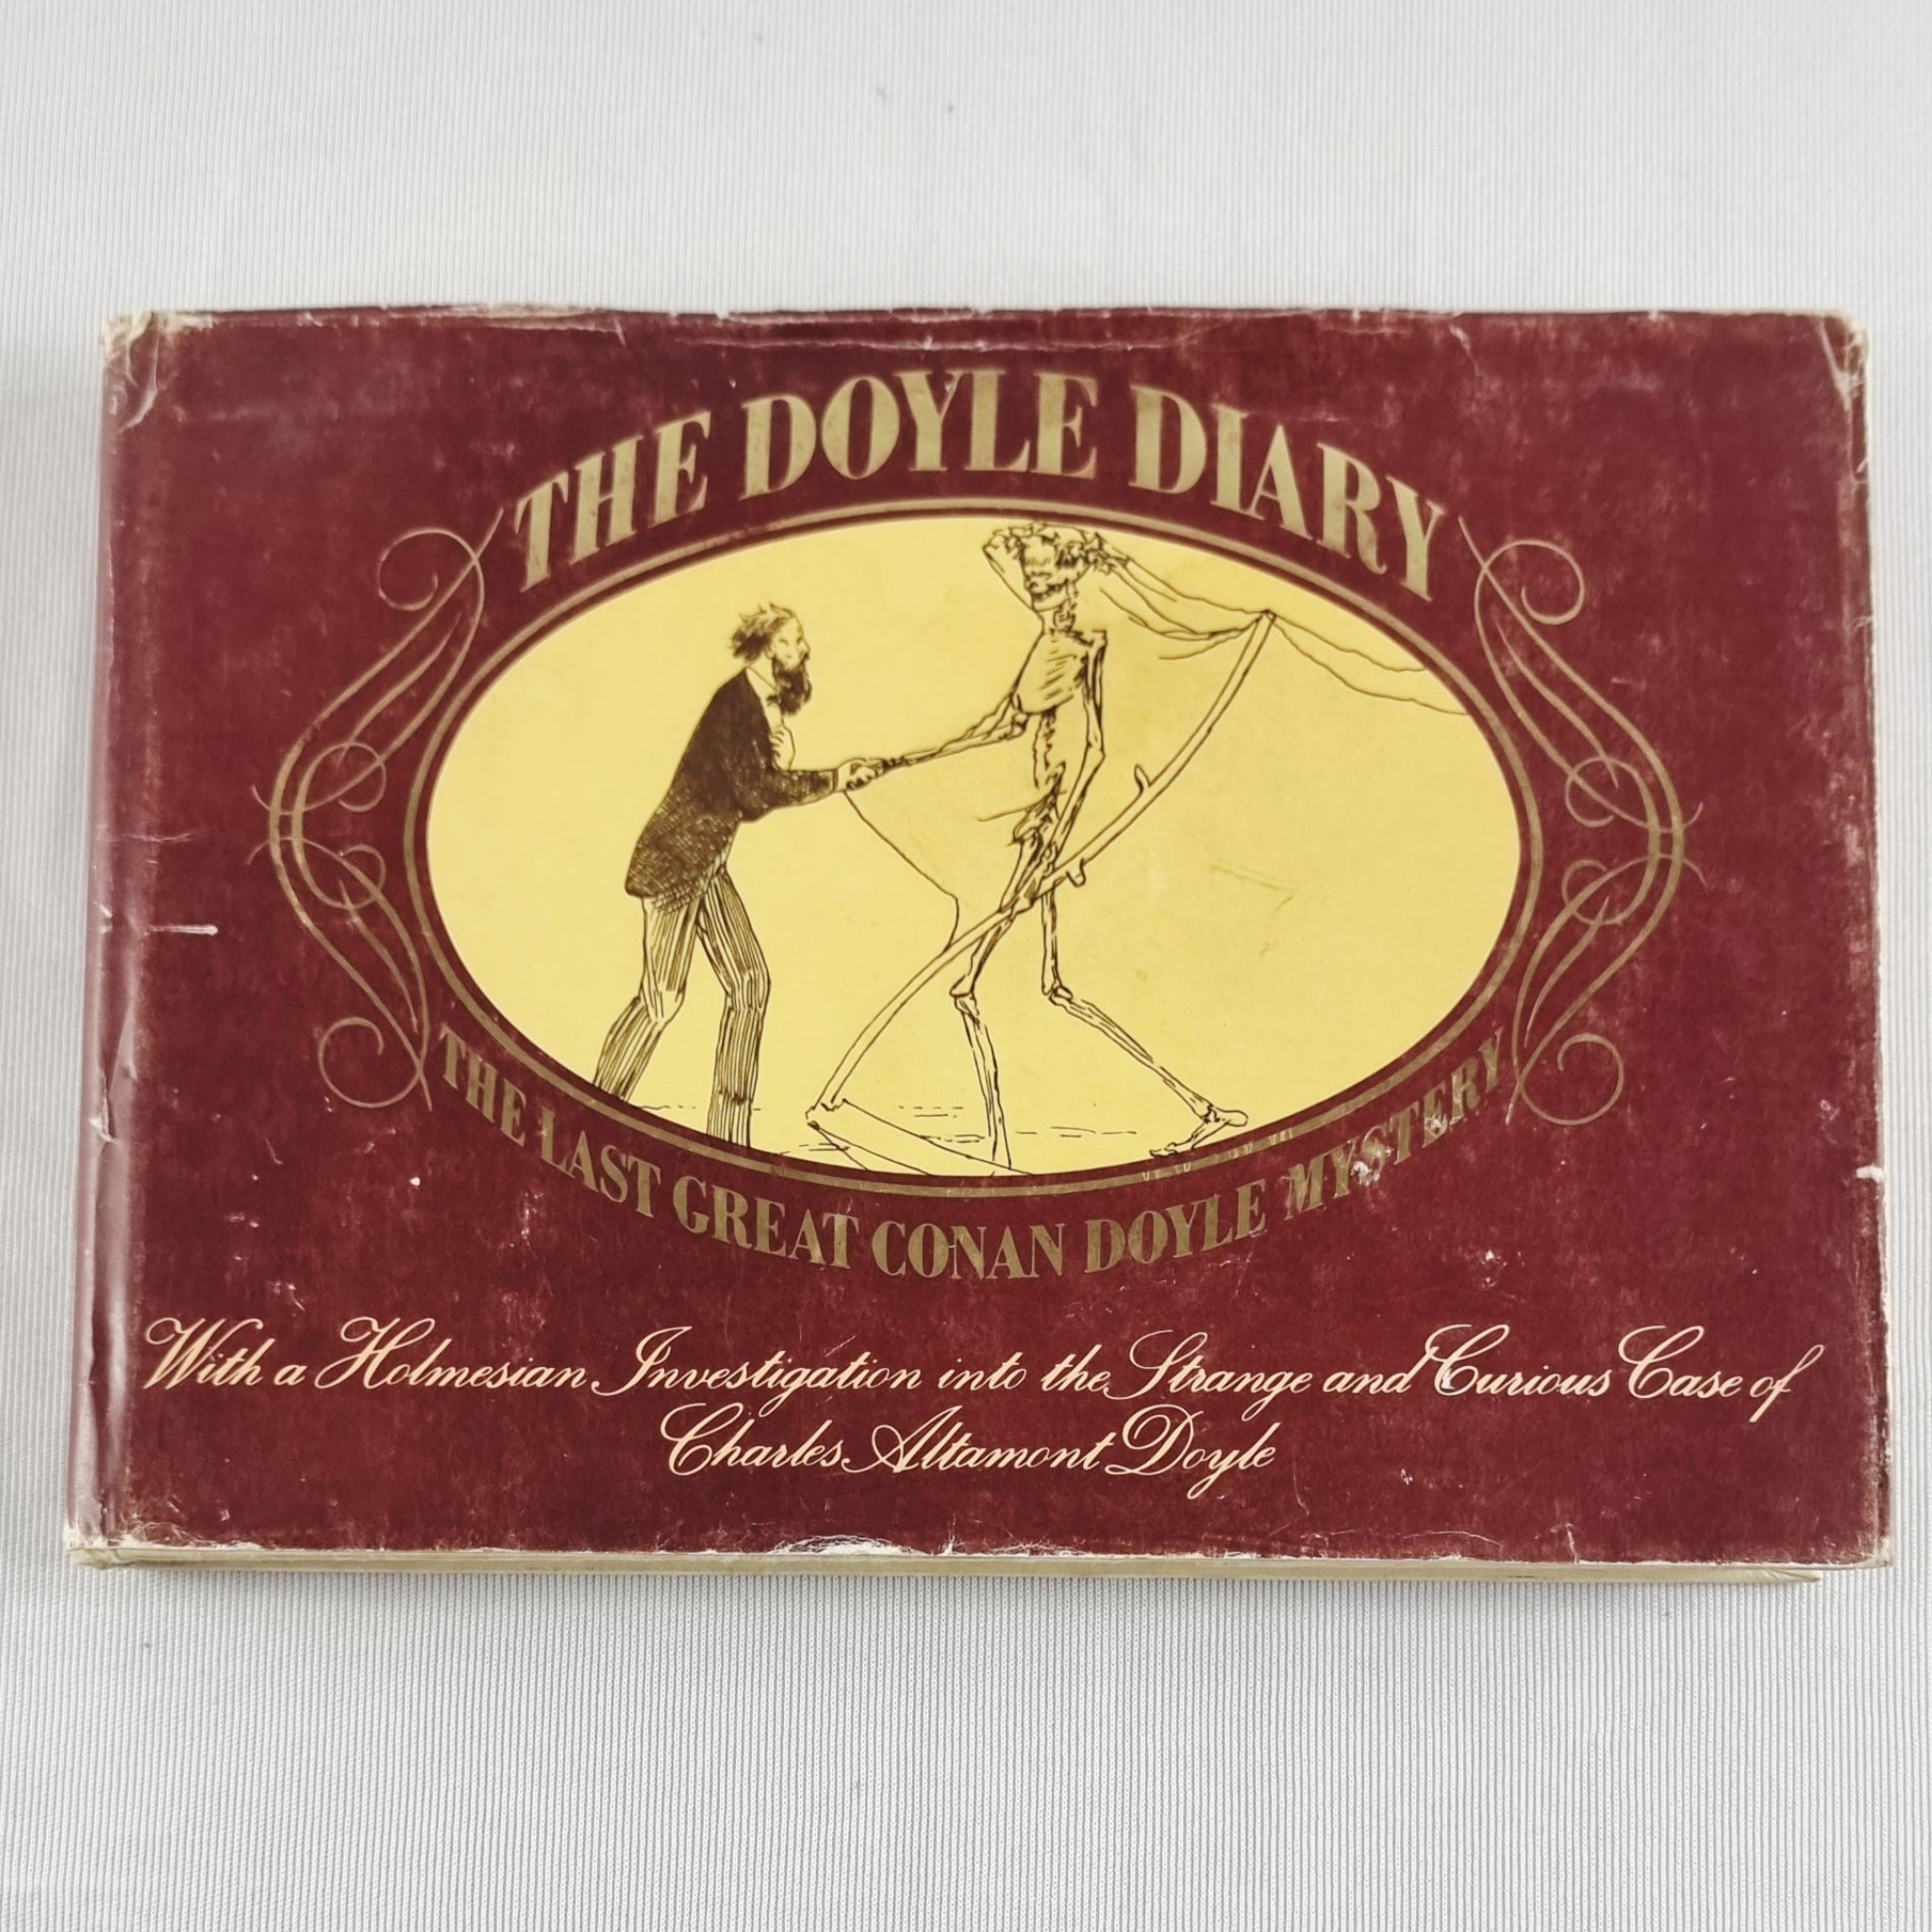 THE DOYLE DIARY
THE LAST GREAT CONAN DOYLE MYSTERY
With a Holmesian Investigation into the Strange and Curious Case of
Charles Altamont Doyle